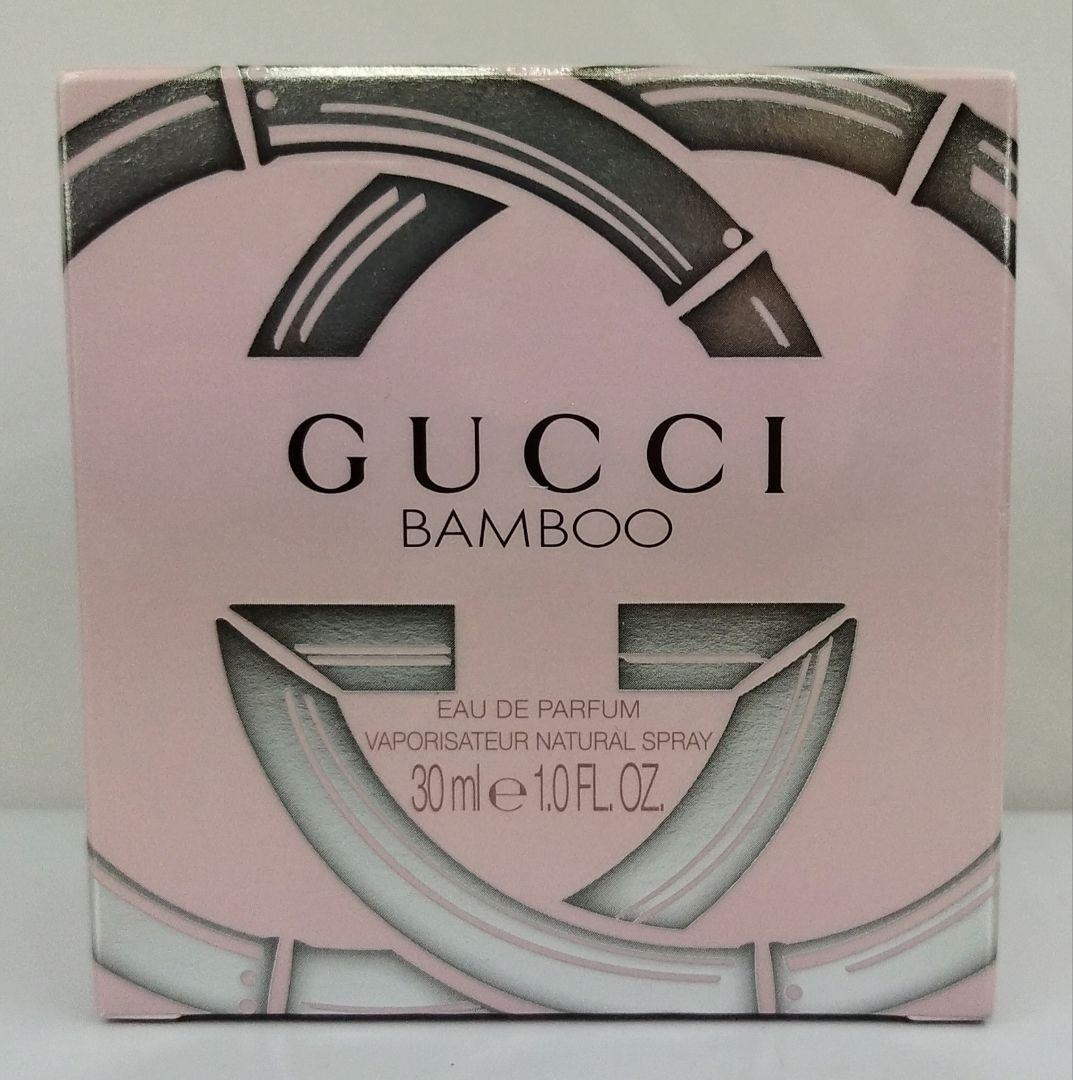 GUCCI
BAMBOO
EAU DE PARFUM
VAPORISATEUR NATURAL SPRAY
30 ml ℮ 1.0 FL. OZ.